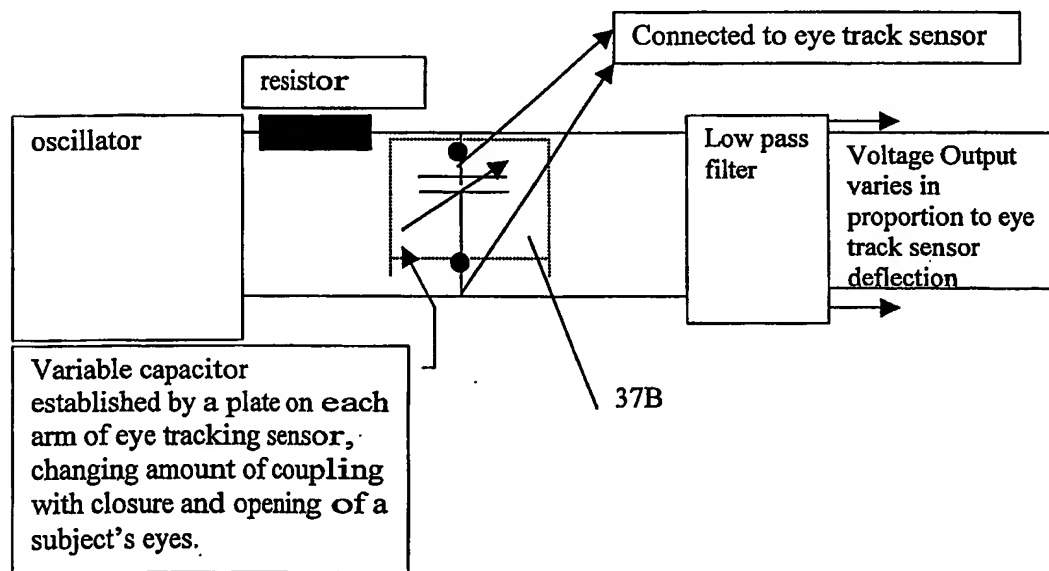 Connected to eye track sensor
resistor
oscillator
Low pass
filter
Voltage Output
varies in
proportion to eye
track sensor
deflection
37B
Variable capacitor
established by a plate on each
arm of eye tracking sensor,
changing amount of coupling
with closure and opening of a
subject's eyes.